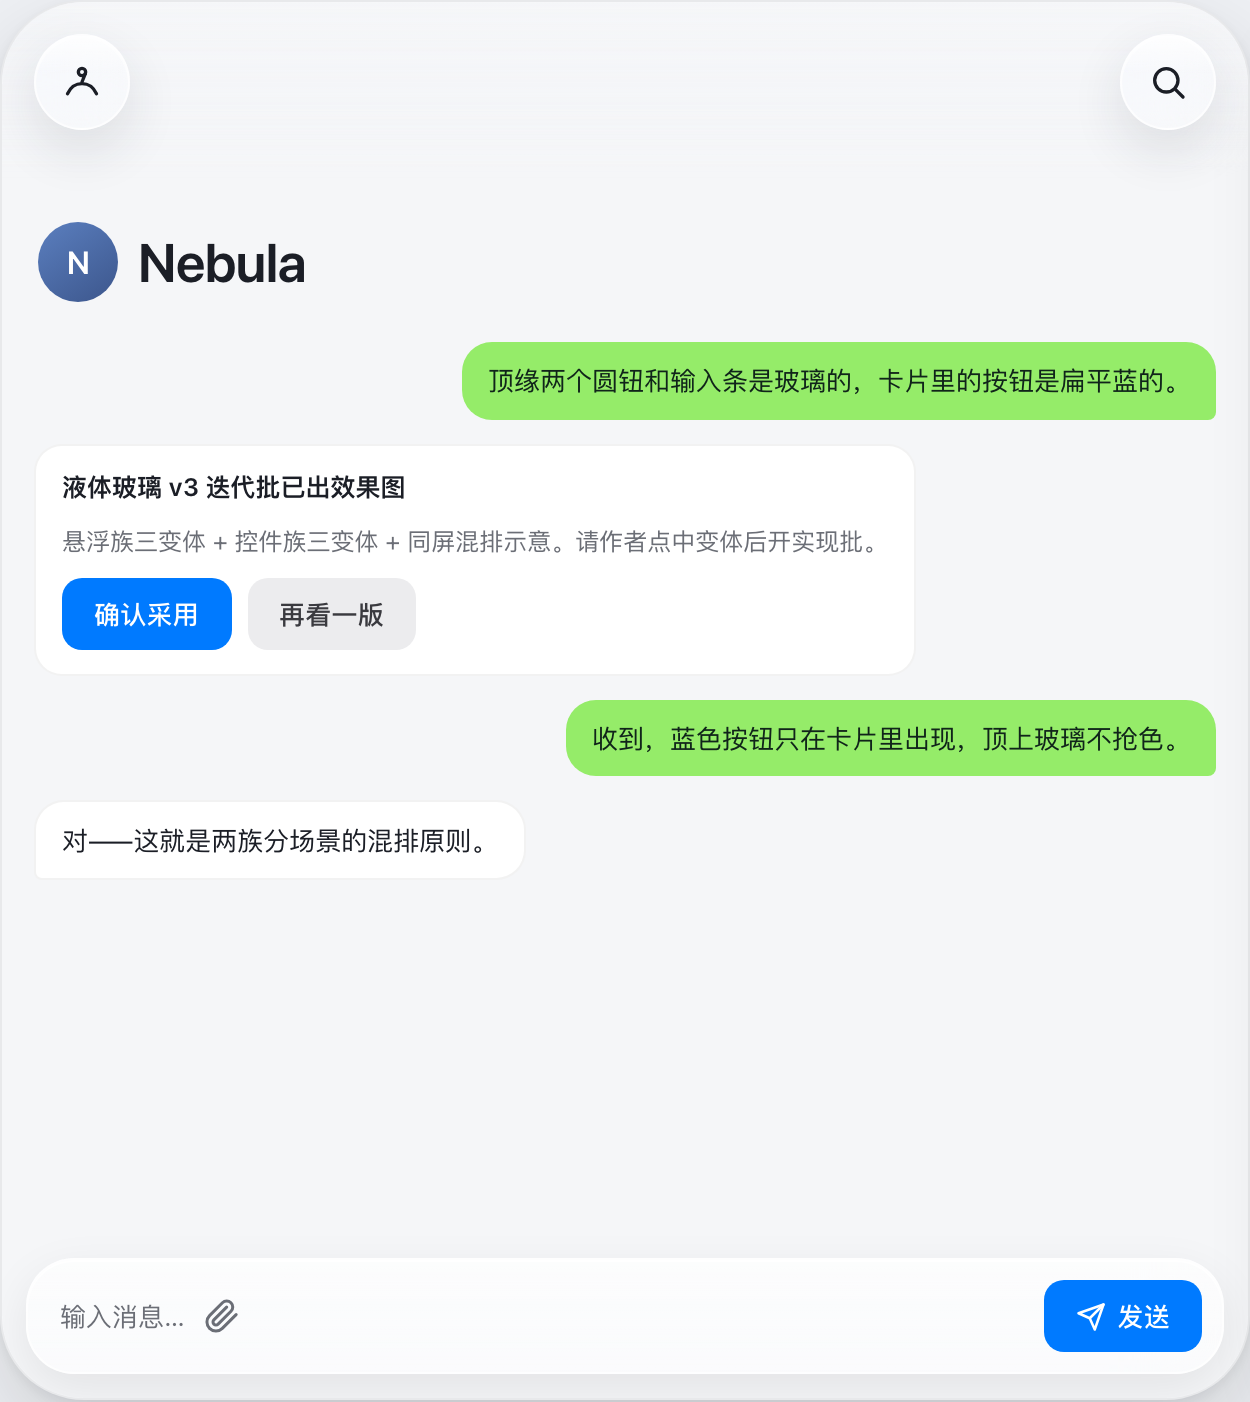 N
Nebula
顶缘两个圆钮和输入条是玻璃的，卡片里的按钮是扁平蓝的。
液体玻璃 v3 迭代批已出效果图
悬浮族三变体 + 控件族三变体 + 同屏混排示意。请作者点中变体后开实现批。
确认采用
再看一版
收到，蓝色按钮只在卡片里出现，顶上玻璃不抢色。
对——这就是两族分场景的混排原则。
输入消息...
发送